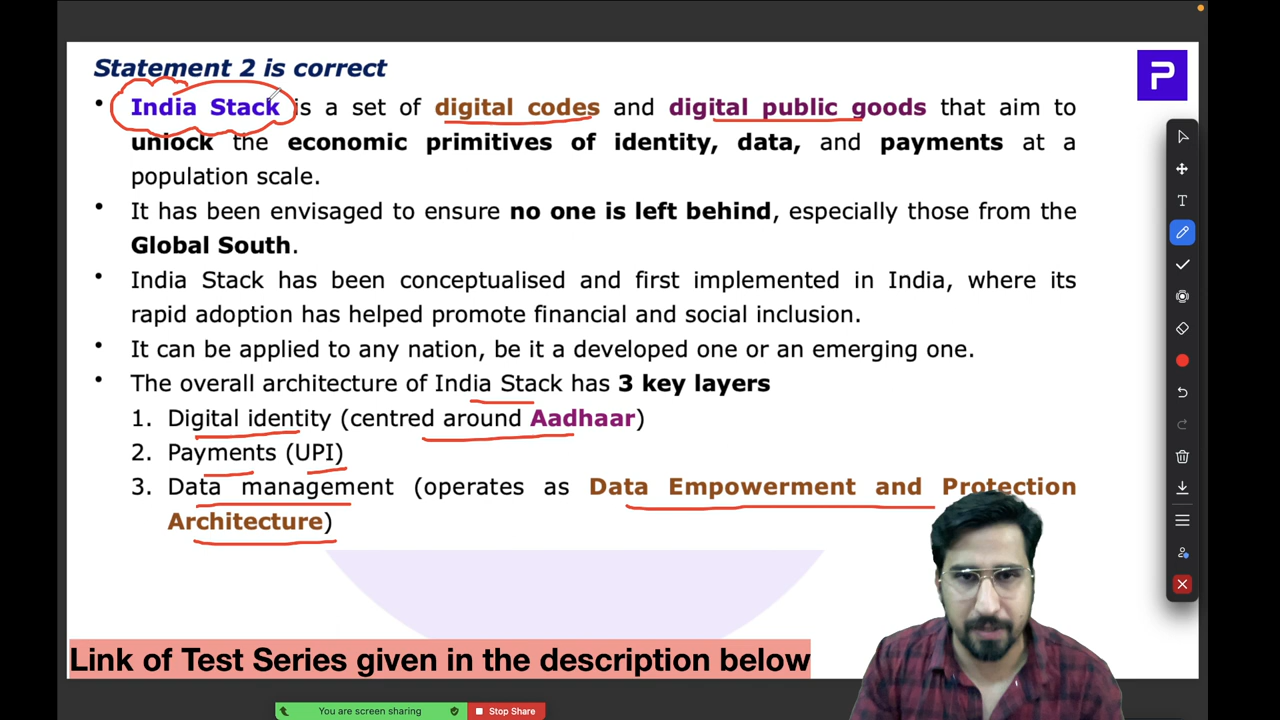 Statement 2 is correct
• India Stack is a set of digital codes and digital public goods that aim to
unlock the economic primitives of identity, data, and payments at a
population scale.
• It has been envisaged to ensure no one is left behind, especially those from the
Global South.
• India Stack has been conceptualised and first implemented in India, where its
rapid adoption has helped promote financial and social inclusion.
• It can be applied to any nation, be it a developed one or an emerging one.
• The overall architecture of India Stack has 3 key layers
1. Digital identity (centred around Aadhaar)
2. Payments (UPI)
3. Data management (operates as Data Empowerment and Protection
Architecture)
Link of Test Series given in the description below
You are screen sharing
Stop Share
P
T